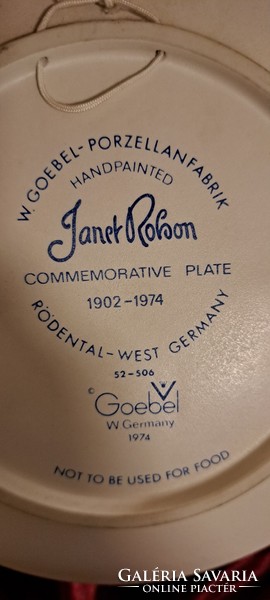 W. GOEBEL-PORZELLANFABRIK
HANDPAINTED
Janet Robson
COMMEMORATIVE PLATE
1902-1974
RÖDENTAL-WEST GERMANY
52-506
© Goebel
W Germany
1974
NOT TO BE USED FOR FOOD
GALÉRIA SAVARIA
ONLINE PIACTÉR